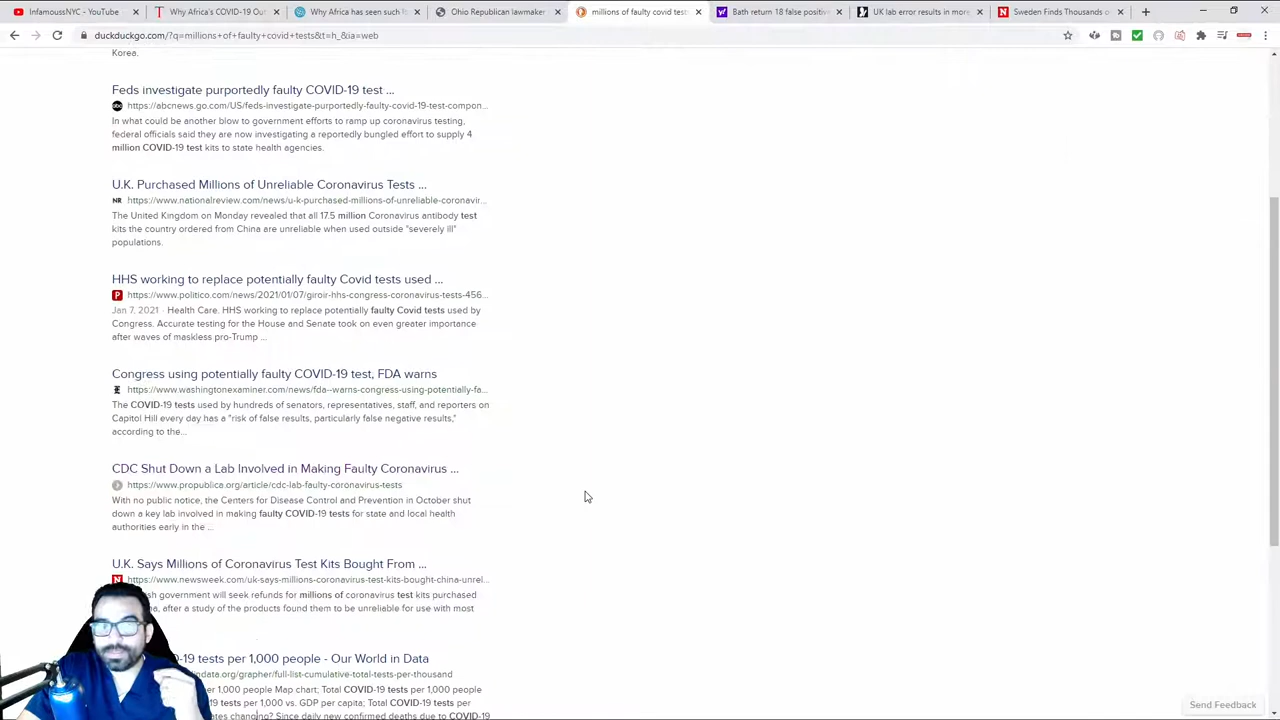 InfamousNYC - YouTube
Why Africa's COVID-19 Ou
Why Africa has seen such
Ohio Republican lawmaker
millions of faulty covid test
Bath return 18 false positive
UK lab error results in more
Sweden Finds Thousands o
duckduckgo.com/?q=millions+of+faulty+covid+tests&t=h_&ia=web
Korea.
Feds investigate purportedly faulty COVID-19 test ...
https://abcnews.go.com/US/feds-investigate-purportedly-faulty-covid-19-test-compon...
In what could be another blow to government efforts to ramp up coronavirus testing,
federal officials said they are now investigating a reportedly bungled effort to supply 4
million COVID-19 test kits to state health agencies.
U.K. Purchased Millions of Unreliable Coronavirus Tests ...
NR https://www.nationalreview.com/news/u-k-purchased-millions-of-unreliable-coronavir...
The United Kingdom on Monday revealed that all 17.5 million Coronavirus antibody test
kits the country ordered from China are unreliable when used outside "severely ill"
populations.
HHS working to replace potentially faulty Covid tests used ...
P https://www.politico.com/news/2021/01/07/giroir-hhs-congress-coronavirus-tests-456...
Jan 7, 2021 · Health Care. HHS working to replace potentially faulty Covid tests used by
Congress. Accurate testing for the House and Senate took on even greater importance
after waves of maskless pro-Trump ...
Congress using potentially faulty COVID-19 test, FDA warns
https://www.washingtonexaminer.com/news/fda--warns-congress-using-potentially-fa...
The COVID-19 tests used by hundreds of senators, representatives, staff, and reporters on
Capitol Hill every day has a "risk of false results, particularly false negative results,"
according to the...
CDC Shut Down a Lab Involved in Making Faulty Coronavirus ...
https://www.propublica.org/article/cdc-lab-faulty-coronavirus-tests
With no public notice, the Centers for Disease Control and Prevention in October shut
down a key lab involved in making faulty COVID-19 tests for state and local health
authorities early in the ...
U.K. Says Millions of Coronavirus Test Kits Bought From ...
N https://www.newsweek.com/uk-says-millions-coronavirus-test-kits-bought-china-unrel...
sh government will seek refunds for millions of coronavirus test kits purchased
na, after a study of the products found them to be unreliable for use with most
D-19 tests per 1,000 people - Our World in Data
indata.org/grapher/full-list-cumulative-total-tests-per-thousand
per 1,000 people Map chart; Total COVID-19 tests per 1,000 people
19 tests per 1,000 vs. GDP per capita; Total COVID-19 tests per
ates changing? Since daily new confirmed deaths due to COVID-19
Send Feedback